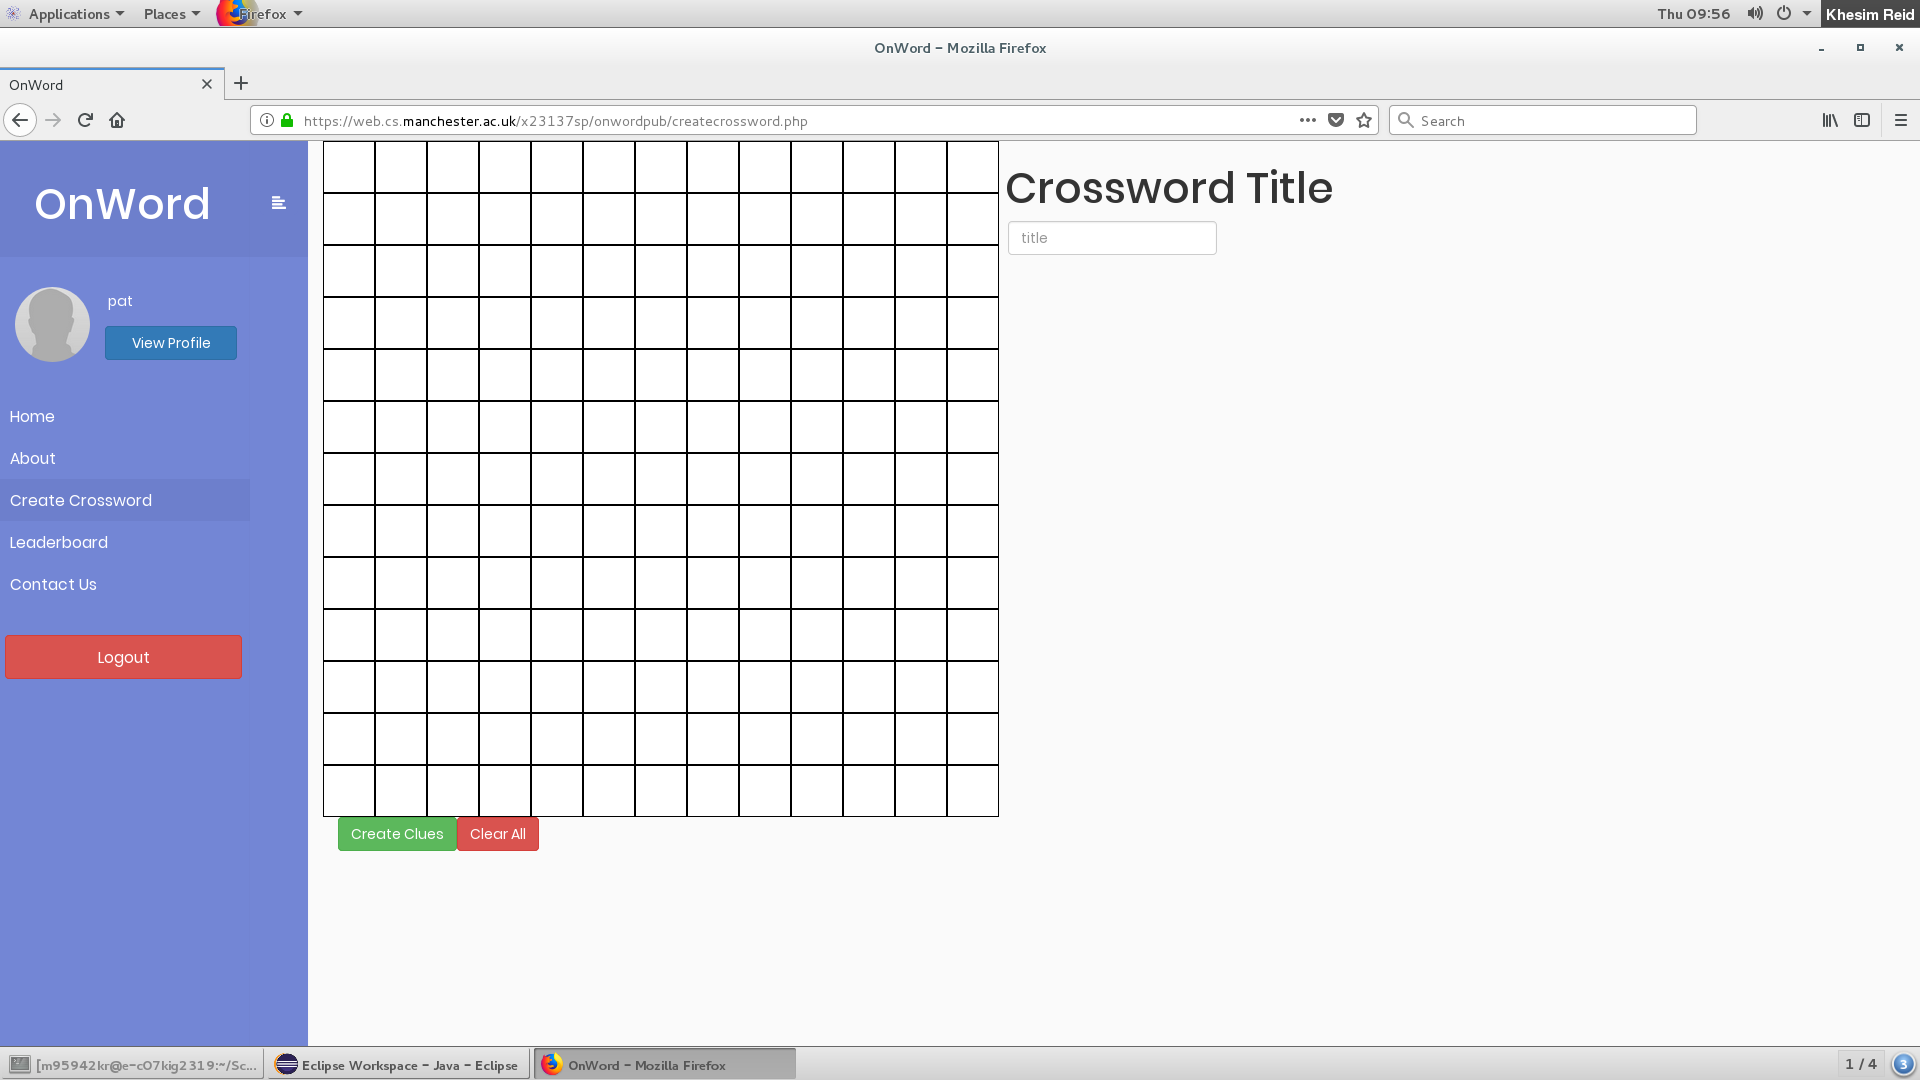 Applications Places Firefox Thu 09:56 Khesim Reid
OnWord - Mozilla Firefox
OnWord
https://web.cs.manchester.ac.uk/x23137sp/onwordpub/createcrossword.php Search
OnWord
Crossword Title
title
pat
View Profile
Home
About
Create Crossword
Leaderboard
Contact Us
Logout
Create Clues Clear All
[m95942kr@e-c07kig2319:~/Sc... Eclipse Workspace - Java - Eclipse OnWord - Mozilla Firefox 1 / 4 3